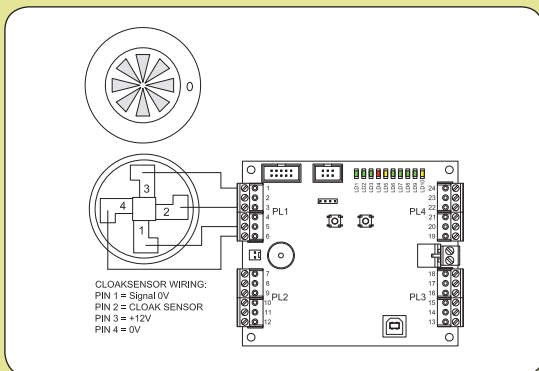 3
4
2
1
CLOAKSENSOR WIRING:
PIN 1 = Signal 0V
PIN 2 = CLOAK SENSOR
PIN 3 = +12V
PIN 4 = 0V
1
2
3
4
5
6
PL1
7
8
9
10
11
12
PL2
LD1
LD2
LD3
LD4
LD5
LD6
LD7
LD8
LD9
LD10
24
23
22
21
20
19
PL4
18
17
16
15
14
13
PL3